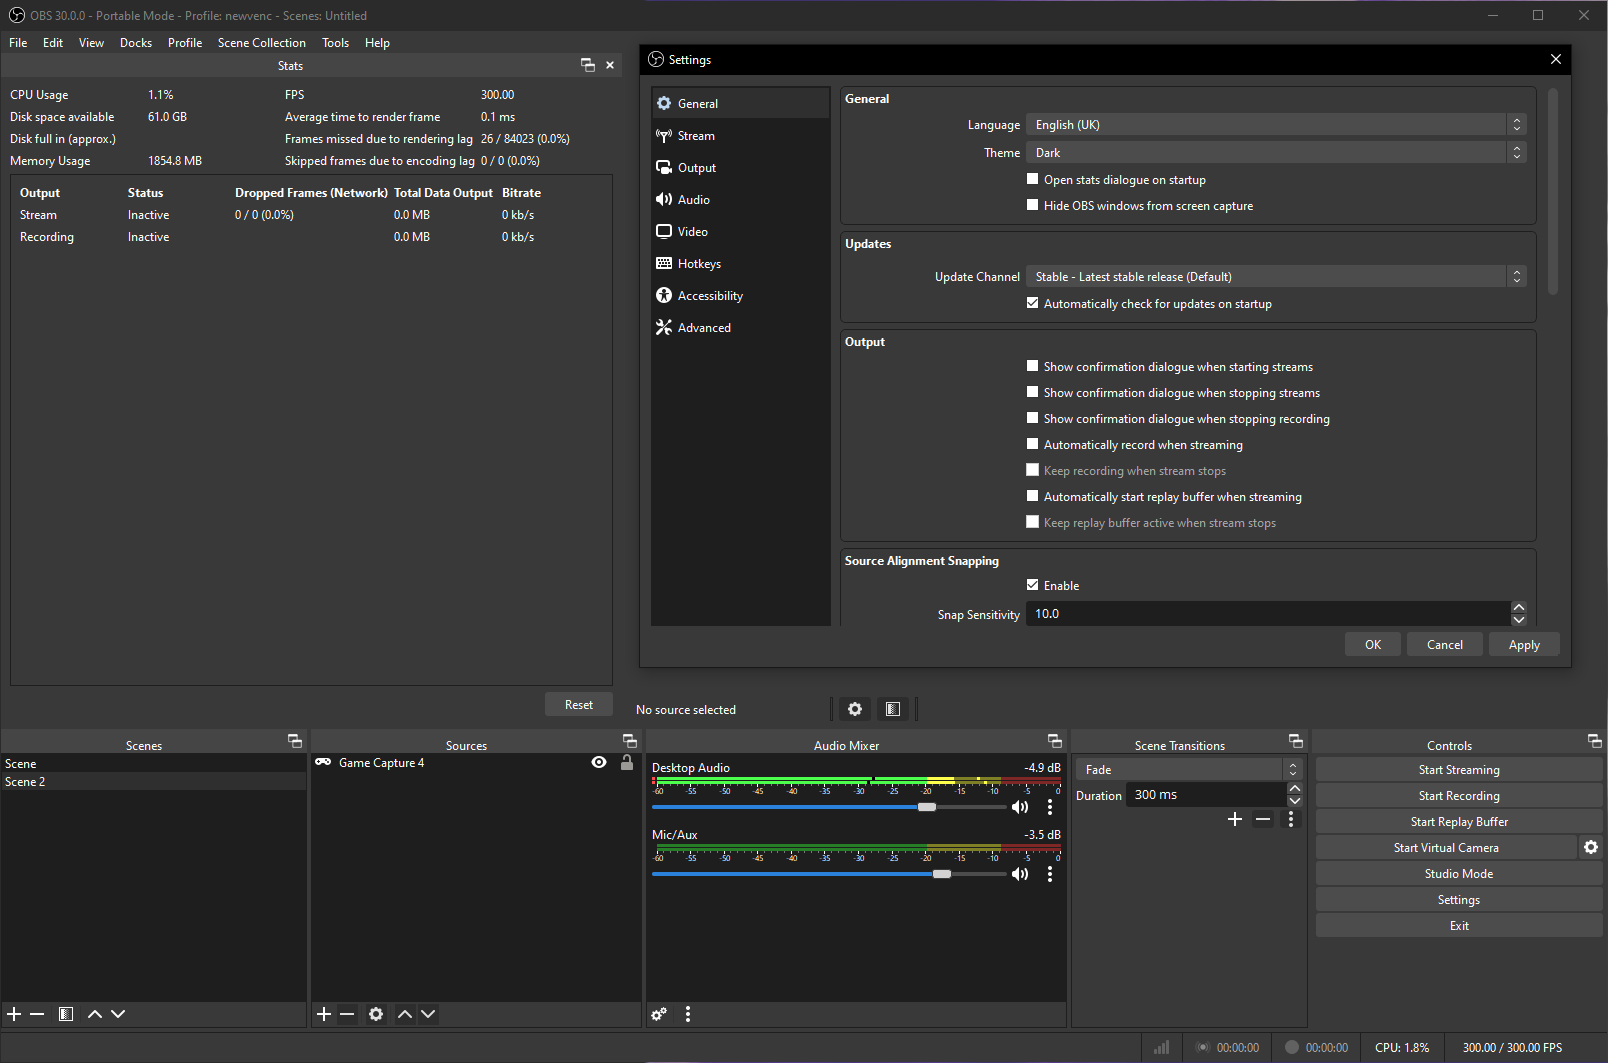 OBS 30.0.0 - Portable Mode - Profile: newvenc - Scenes: Untitled
File Edit View Docks Profile Scene Collection Tools Help
Stats
CPU Usage 1.1% FPS 300.00
Disk space available 61.0 GB Average time to render frame 0.1 ms
Disk full in (approx.) Frames missed due to rendering lag 26 / 84023 (0.0%)
Memory Usage 1854.8 MB Skipped frames due to encoding lag 0 / 0 (0.0%)
Output Status Dropped Frames (Network) Total Data Output Bitrate
Stream Inactive 0 / 0 (0.0%) 0.0 MB 0 kb/s
Recording Inactive 0.0 MB 0 kb/s
Reset
Settings
General
Stream
Output
Audio
Video
Hotkeys
Accessibility
Advanced
General
Language English (UK)
Theme Dark
Open stats dialogue on startup
Hide OBS windows from screen capture
Updates
Update Channel Stable - Latest stable release (Default)
Automatically check for updates on startup
Output
Show confirmation dialogue when starting streams
Show confirmation dialogue when stopping streams
Show confirmation dialogue when stopping recording
Automatically record when streaming
Keep recording when stream stops
Automatically start replay buffer when streaming
Keep replay buffer active when stream stops
Source Alignment Snapping
Enable
Snap Sensitivity 10.0
OK Cancel Apply
No source selected
Scenes
Scene
Scene 2
Sources
Game Capture 4
Audio Mixer
Desktop Audio -4.9 dB
-60 -55 -50 -45 -40 -35 -30 -25 -20 -15 -10 -5 0
Mic/Aux -3.5 dB
-60 -55 -50 -45 -40 -35 -30 -25 -20 -15 -10 -5 0
Scene Transitions
Fade
Duration 300 ms
Controls
Start Streaming
Start Recording
Start Replay Buffer
Start Virtual Camera
Studio Mode
Settings
Exit
00:00:00 00:00:00 CPU: 1.8% 300.00 / 300.00 FPS